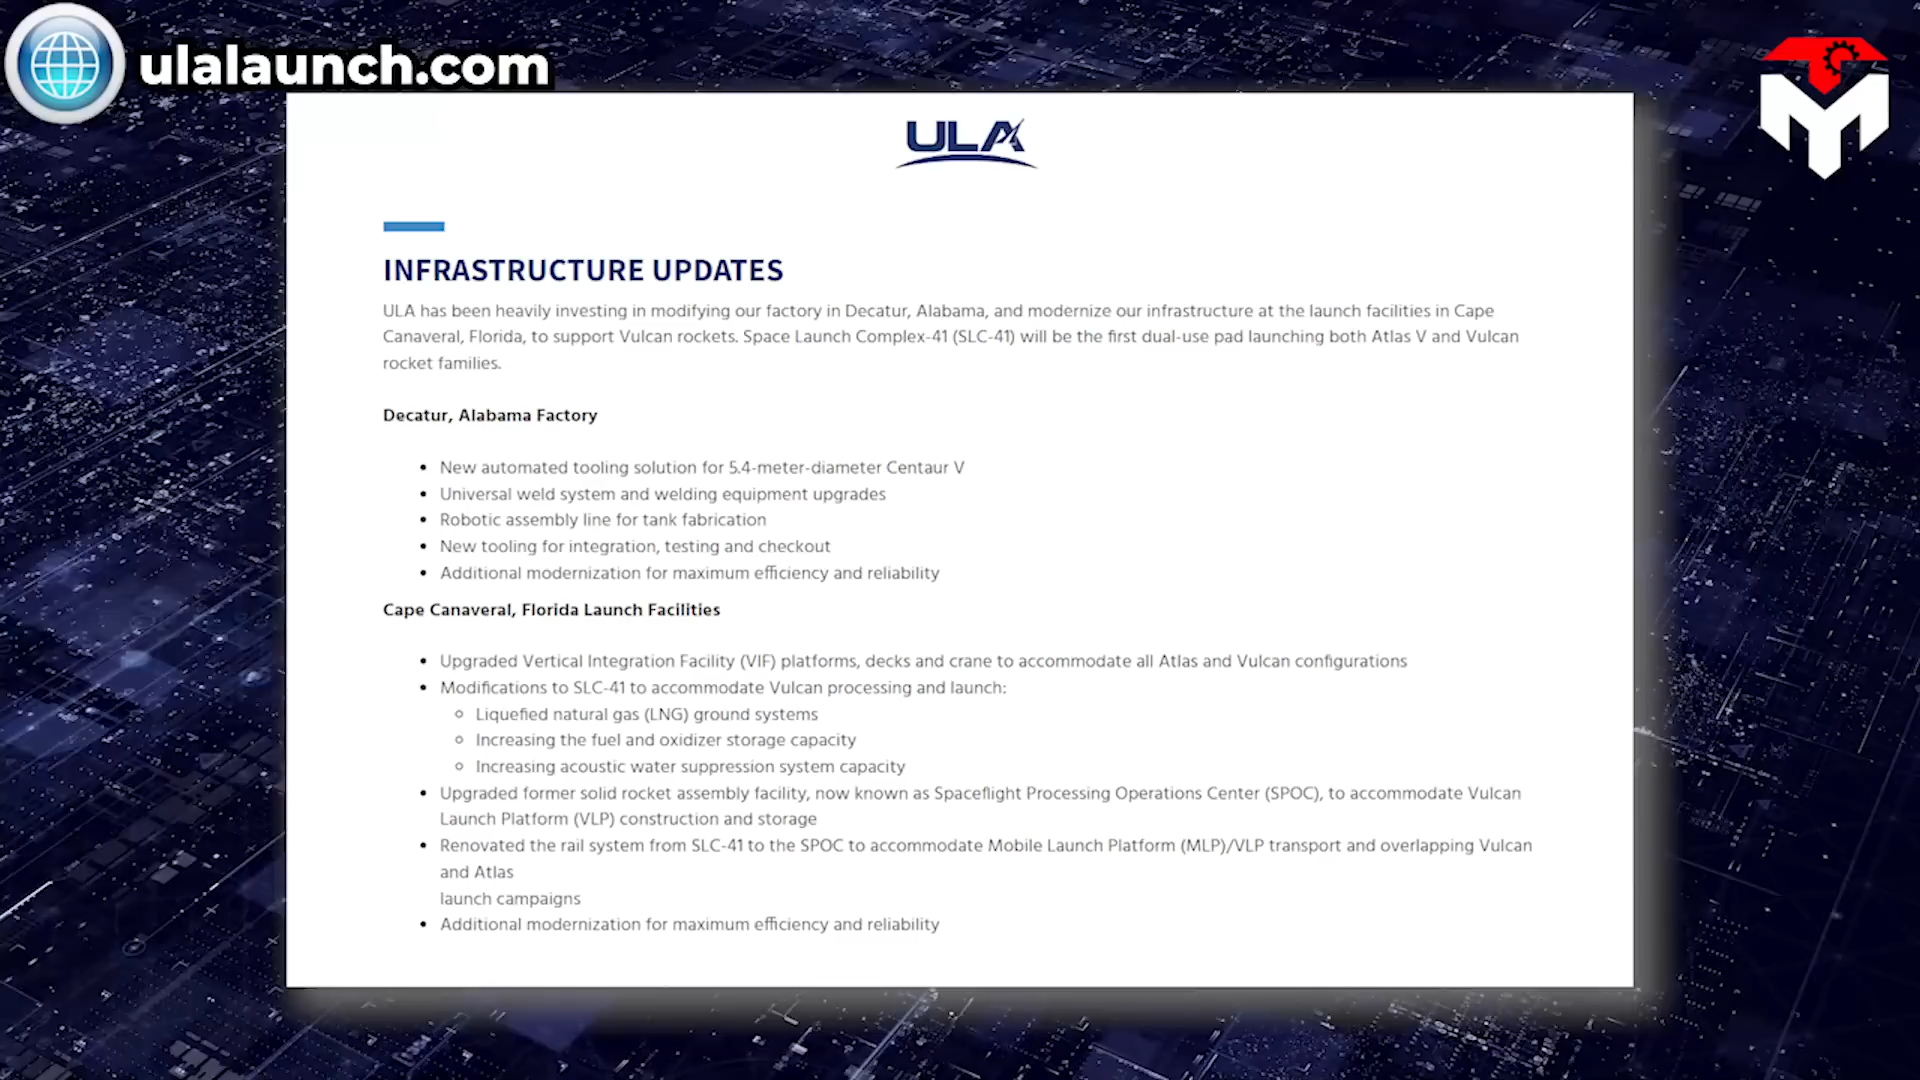 ulalaunch.com
ULA
INFRASTRUCTURE UPDATES
ULA has been heavily investing in modifying our factory in Decatur, Alabama, and modernize our infrastructure at the launch facilities in Cape
Canaveral, Florida, to support Vulcan rockets. Space Launch Complex-41 (SLC-41) will be the first dual-use pad launching both Atlas V and Vulcan
rocket families.
Decatur, Alabama Factory
• New automated tooling solution for 5.4-meter-diameter Centaur V
• Universal weld system and welding equipment upgrades
• Robotic assembly line for tank fabrication
• New tooling for integration, testing and checkout
• Additional modernization for maximum efficiency and reliability
Cape Canaveral, Florida Launch Facilities
• Upgraded Vertical Integration Facility (VIF) platforms, decks and crane to accommodate all Atlas and Vulcan configurations
• Modifications to SLC-41 to accommodate Vulcan processing and launch:
◦ Liquefied natural gas (LNG) ground systems
◦ Increasing the fuel and oxidizer storage capacity
◦ Increasing acoustic water suppression system capacity
• Upgraded former solid rocket assembly facility, now known as Spaceflight Processing Operations Center (SPOC), to accommodate Vulcan
Launch Platform (VLP) construction and storage
• Renovated the rail system from SLC-41 to the SPOC to accommodate Mobile Launch Platform (MLP)/VLP transport and overlapping Vulcan
and Atlas
launch campaigns
• Additional modernization for maximum efficiency and reliability